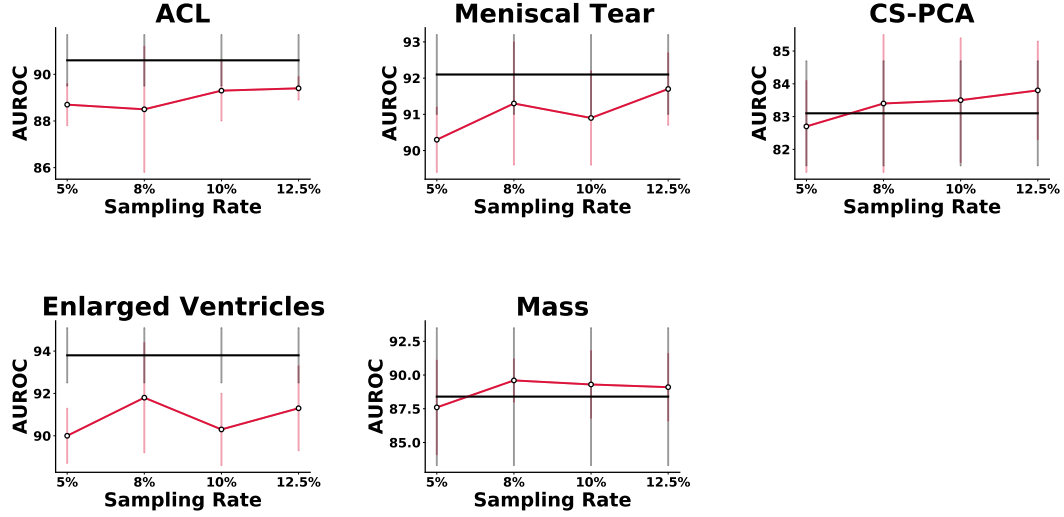 ACL
AUROC
90
88
86
5% 8% 10% 12.5%
Sampling Rate
Meniscal Tear
AUROC
93
92
91
90
5% 8% 10% 12.5%
Sampling Rate
CS-PCA
AUROC
85
84
83
82
5% 8% 10% 12.5%
Sampling Rate
Enlarged Ventricles
AUROC
94
92
90
5% 8% 10% 12.5%
Sampling Rate
Mass
AUROC
92.5
90.0
87.5
85.0
5% 8% 10% 12.5%
Sampling Rate